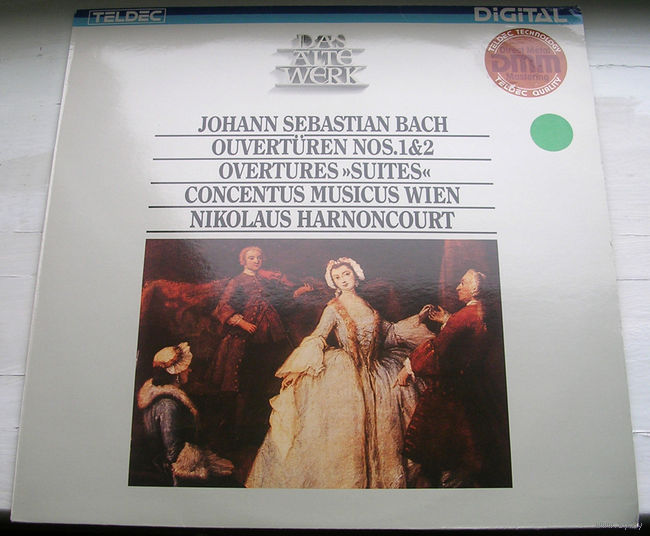 TELDEC
DIGITAL
DAS
ALTE
WERK
TELDEC TECHNOLOGY
Direct Metal
DMM
Mastering
TELDEC QUALITY
JOHANN SEBASTIAN BACH
OUVERTÜREN NOS.1&2
OVERTURES »SUITES«
CONCENTUS MUSICUS WIEN
NIKOLAUS HARNONCOURT